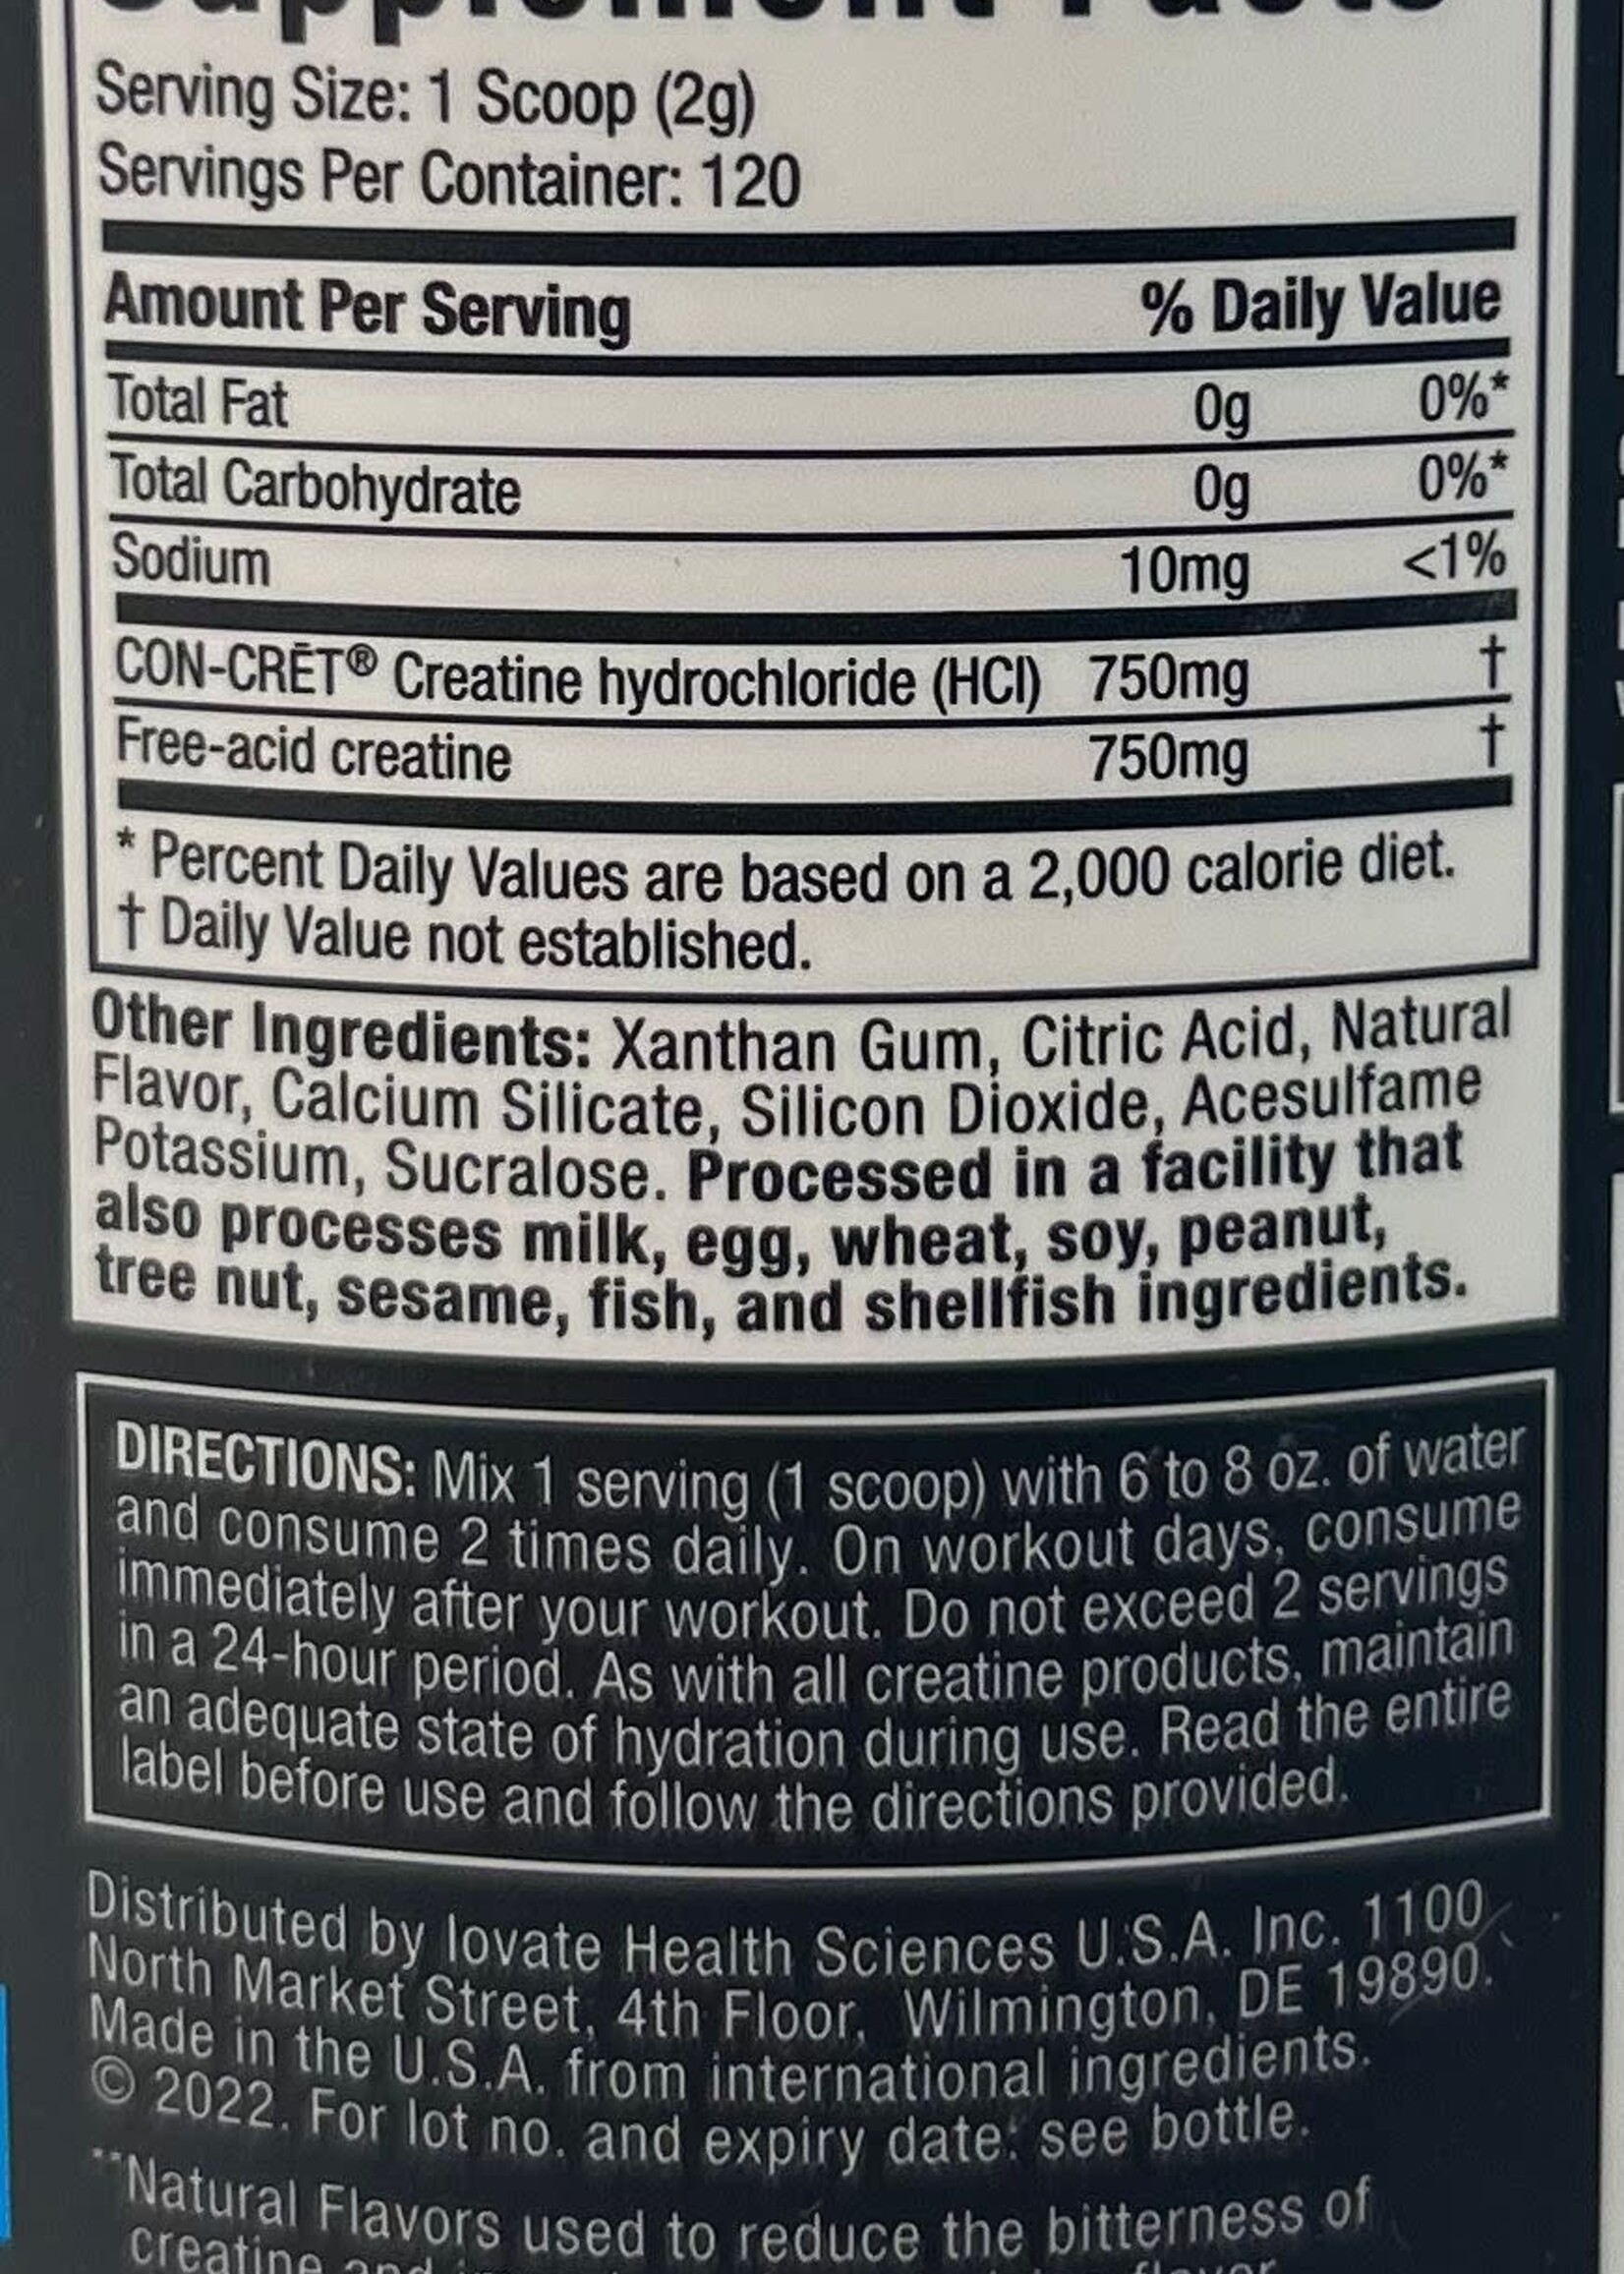 Supplement Facts
Serving Size: 1 Scoop (2g)
Servings Per Container: 120
Amount Per Serving % Daily Value
Total Fat 0g 0%*
Total Carbohydrate 0g 0%*
Sodium 10mg <1%
CON-CRĒT® Creatine hydrochloride (HCl) 750mg †
Free-acid creatine 750mg †
* Percent Daily Values are based on a 2,000 calorie diet.
† Daily Value not established.
Other Ingredients: Xanthan Gum, Citric Acid, Natural
Flavor, Calcium Silicate, Silicon Dioxide, Acesulfame
Potassium, Sucralose. Processed in a facility that
also processes milk, egg, wheat, soy, peanut,
tree nut, sesame, fish, and shellfish ingredients.
DIRECTIONS: Mix 1 serving (1 scoop) with 6 to 8 oz. of water
and consume 2 times daily. On workout days, consume
immediately after your workout. Do not exceed 2 servings
in a 24-hour period. As with all creatine products, maintain
an adequate state of hydration during use. Read the entire
label before use and follow the directions provided.
Distributed by Iovate Health Sciences U.S.A. Inc. 1100
North Market Street, 4th Floor, Wilmington, DE 19890.
Made in the U.S.A. from international ingredients.
© 2022. For lot no. and expiry date: see bottle.
**Natural Flavors used to reduce the bitterness of
creatine and